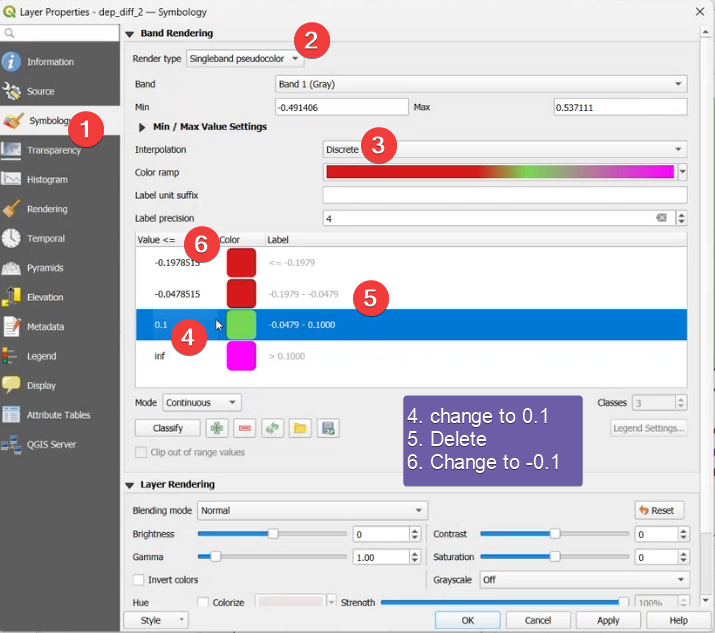 Layer Properties - dep_diff_2 — Symbology
Information
Source
Symbology
Transparency
Histogram
Rendering
Temporal
Pyramids
Elevation
Metadata
Legend
Display
Attribute Tables
QGIS Server
Band Rendering
2
Render type Singleband pseudocolor
Band Band 1 (Gray)
Min -0.491406 Max 0.537111
1
Min / Max Value Settings
Interpolation Discrete
3
Color ramp
Label unit suffix
Label precision 4
Value <= Color Label
6
-0.1978515 <= -0.1979
-0.0478515 -0.1979 - -0.0479
5
0.1 -0.0479 - 0.1000
4
inf > 0.1000
Mode Continuous Classes 3
Classify Legend Settings...
Clip out of range values
4. change to 0.1
5. Delete
6. Change to -0.1
Layer Rendering
Blending mode Normal Reset
Brightness 0 Contrast 0
Gamma 1.00 Saturation 0
Invert colors Grayscale Off
Hue Colorize Strength 100%
Style OK Cancel Apply Help